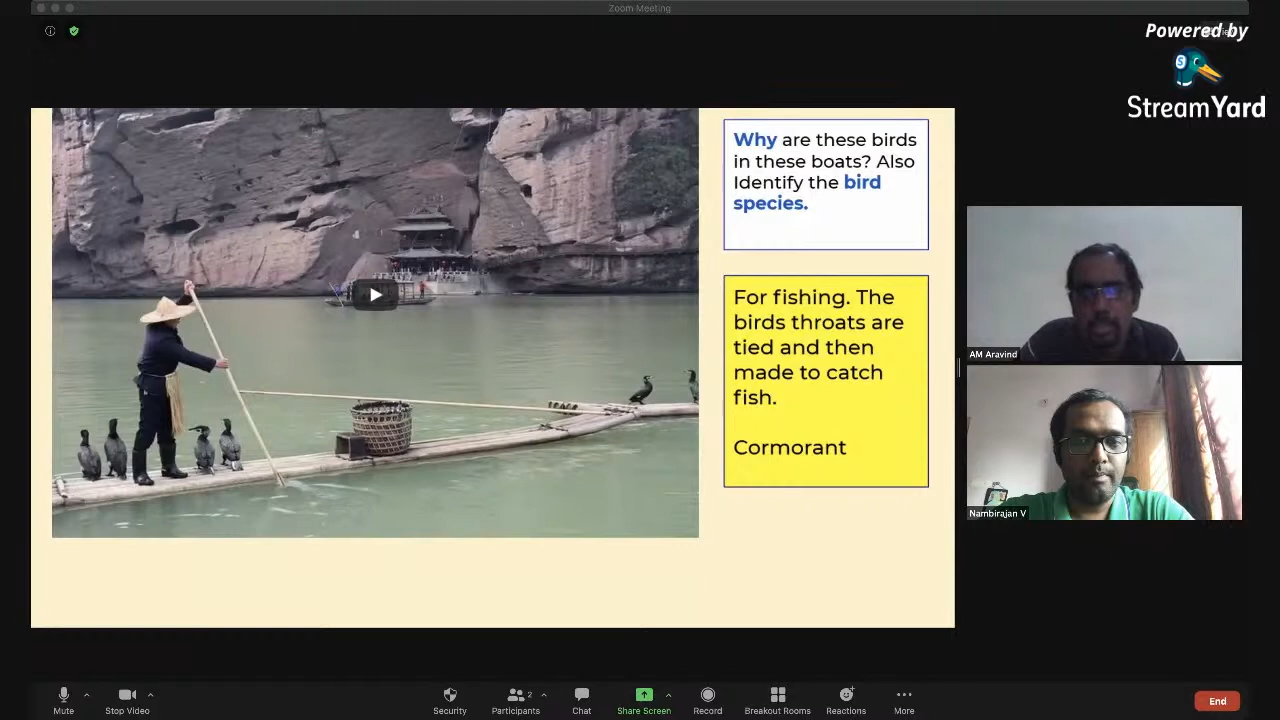 Zoom Meeting
Powered by
StreamYard
Why are these birds
in these boats? Also
Identify the bird
species.
For fishing. The
birds throats are
tied and then
made to catch
fish.
Cormorant
AM Aravind
Nambirajan V
Mute
Stop Video
Security
Participants
2
Chat
Share Screen
Record
Breakout Rooms
Reactions
More
End